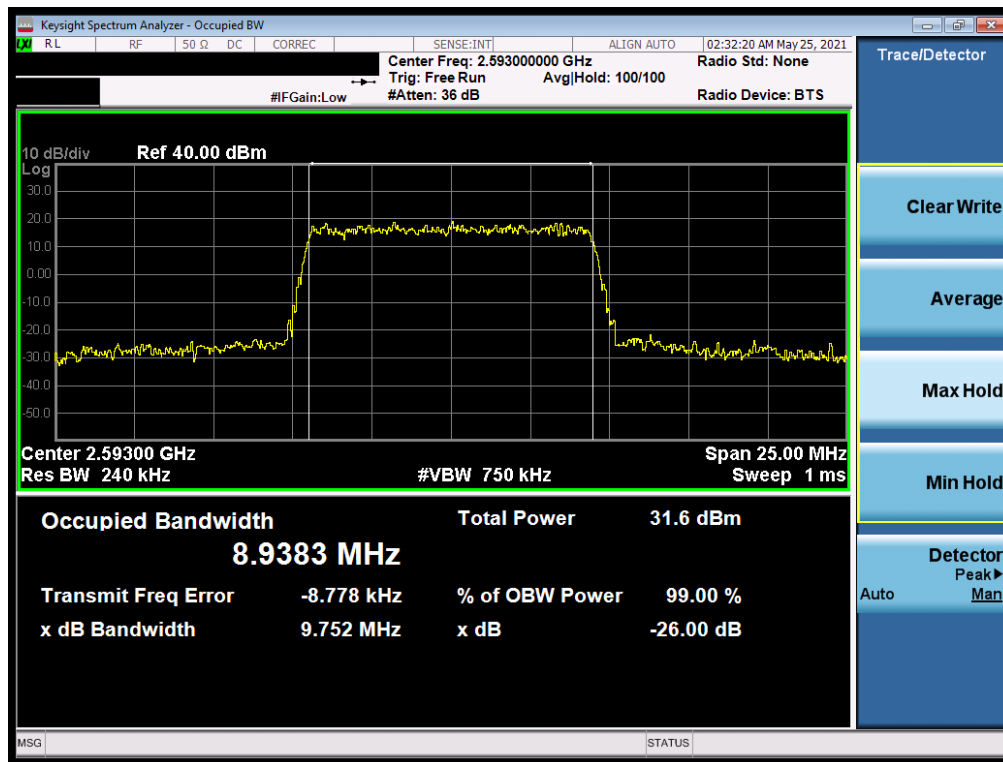 Keysight Spectrum Analyzer - Occupied BW
LXI RL RF 50 Ω DC CORREC SENSE:INT ALIGN AUTO 02:32:20 AM May 25, 2021
Center Freq: 2.593000000 GHz Radio Std: None
Trig: Free Run Avg|Hold: 100/100
#IFGain:Low #Atten: 36 dB Radio Device: BTS
10 dB/div Ref 40.00 dBm
Log
30.0
20.0
10.0
0.00
-10.0
-20.0
-30.0
-40.0
-50.0
Center 2.59300 GHz Span 25.00 MHz
Res BW 240 kHz #VBW 750 kHz Sweep 1 ms
Occupied Bandwidth Total Power 31.6 dBm
8.9383 MHz
Transmit Freq Error -8.778 kHz % of OBW Power 99.00 %
x dB Bandwidth 9.752 MHz x dB -26.00 dB
MSG STATUS
Trace/Detector
Clear Write
Average
Max Hold
Min Hold
Detector
Peak▶
Auto Man